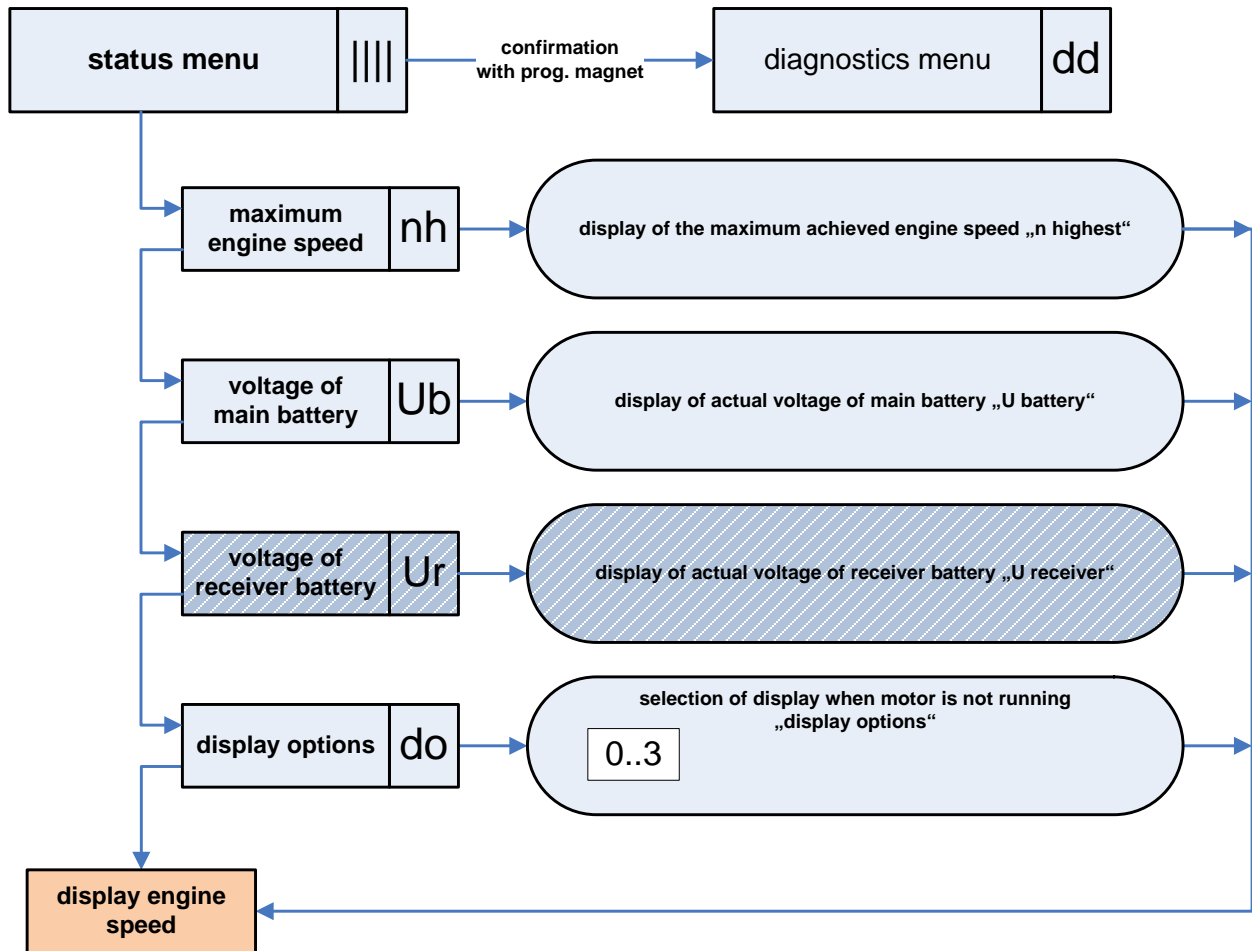 status menu
||||
confirmation
with prog. magnet
diagnostics menu
dd
maximum
engine speed
nh
display of the maximum achieved engine speed „n highest“
voltage of
main battery
Ub
display of actual voltage of main battery „U battery“
voltage of
receiver battery
Ur
display of actual voltage of receiver battery „U receiver“
display options
do
selection of display when motor is not running
„display options“
0..3
display engine
speed